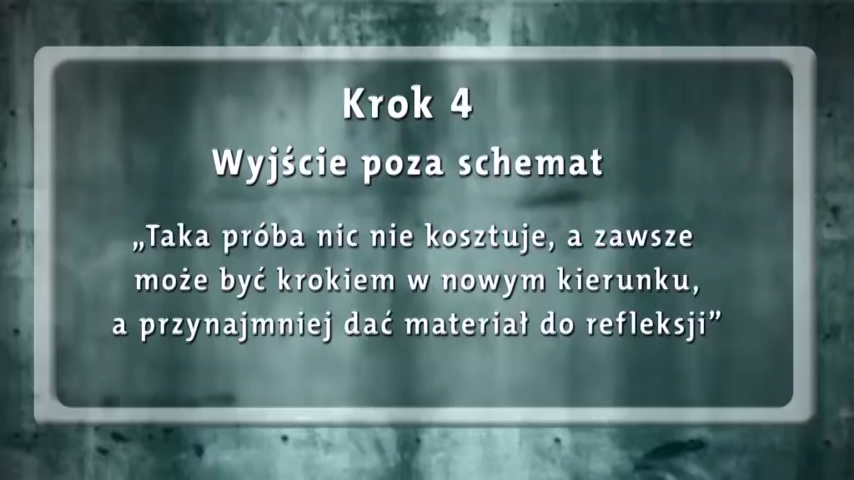 Krok 4
Wyjście poza schemat
„Taka próba nic nie kosztuje, a zawsze
może być krokiem w nowym kierunku,
a przynajmniej dać materiał do refleksji”